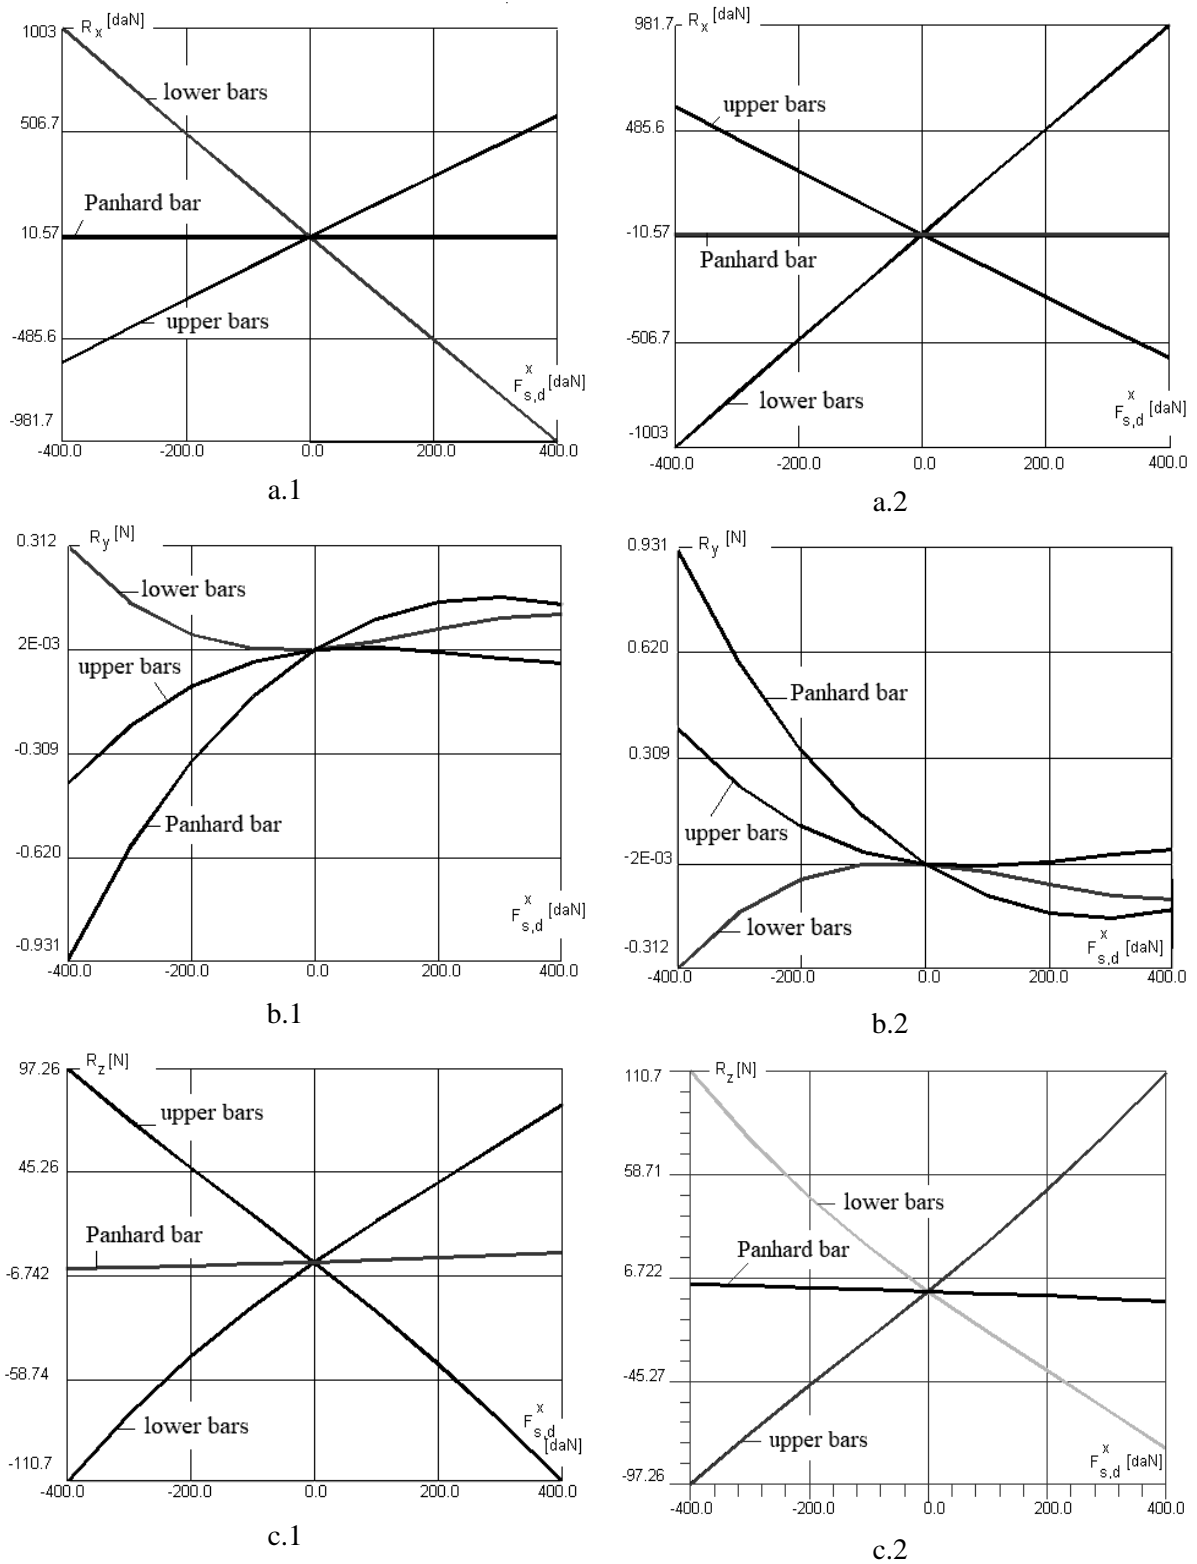 R x [daN]
1003
lower bars
506.7
Panhard bar
10.57
upper bars
-485.6
x
F s,d [daN]
-981.7
-400.0 -200.0 0.0 200.0 400.0
a.1
981.7 R x [daN]
upper bars
485.6
-10.57
Panhard bar
-506.7
lower bars
x
F s,d [daN]
-1003
-400.0 -200.0 0.0 200.0 400.0
a.2
0.312 R y [N]
lower bars
2E-03
upper bars
-0.309
Panhard bar
-0.620
x
F s,d [daN]
-0.931
-400.0 -200.0 0.0 200.0 400.0
b.1
0.931 R y [N]
0.620
Panhard bar
0.309
upper bars
-2E-03
lower bars
x
F s,d [daN]
-0.312
-400.0 -200.0 0.0 200.0 400.0
b.2
97.26 R z [N]
upper bars
45.26
Panhard bar
-6.742
-58.74
lower bars
x
F s,d [daN]
-110.7
-400.0 -200.0 0.0 200.0 400.0
c.1
110.7 R z [N]
58.71
lower bars
Panhard bar
6.722
-45.27
upper bars
x
F s,d [daN]
-97.26
-400.0 -200.0 0.0 200.0 400.0
c.2